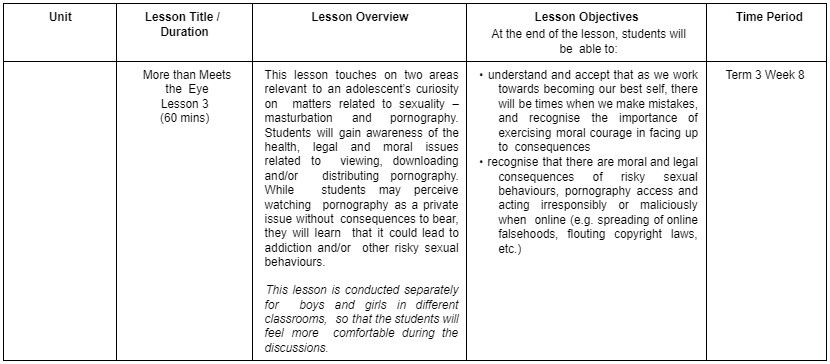 Unit
Lesson Title /
Duration
Lesson Overview
Lesson Objectives
At the end of the lesson, students will
be able to:
Time Period
More than Meets
the Eye
Lesson 3
(60 mins)
This lesson touches on two areas
relevant to an adolescent's curiosity
on matters related to sexuality –
masturbation and pornography.
Students will gain awareness of the
health, legal and moral issues
related to viewing, downloading
and/or distributing pornography.
While students may perceive
watching pornography as a private
issue without consequences to bear,
they will learn that it could lead to
addiction and/or other risky sexual
behaviours.
This lesson is conducted separately
for boys and girls in different
classrooms, so that the students will
feel more comfortable during the
discussions.
• understand and accept that as we work
towards becoming our best self, there
will be times when we make mistakes,
and recognise the importance of
exercising moral courage in facing up
to consequences
• recognise that there are moral and legal
consequences of risky sexual
behaviours, pornography access and
acting irresponsibly or maliciously
when online (e.g. spreading of online
falsehoods, flouting copyright laws,
etc.)
Term 3 Week 8